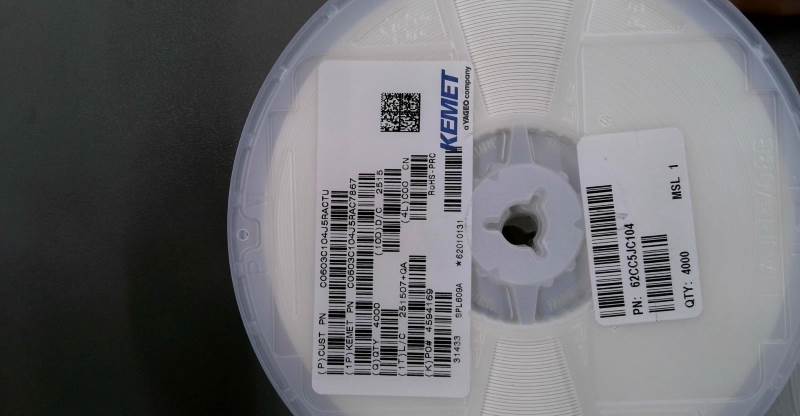 KEMET
a YAGEO company
(P)CUST PN C0603C104J5RACTU
(1P)KEMET PN C0603C104J5RAC7867
(Q)QTY 4000 (10D)D/C 2515
(1T)L/C 251507+QA (4L)COO CN
(K)PO# 4594169 RoHS-PRC
31433 SPL609A *62010131
PN: 62CC5JC104
QTY: 4000 MSL 1